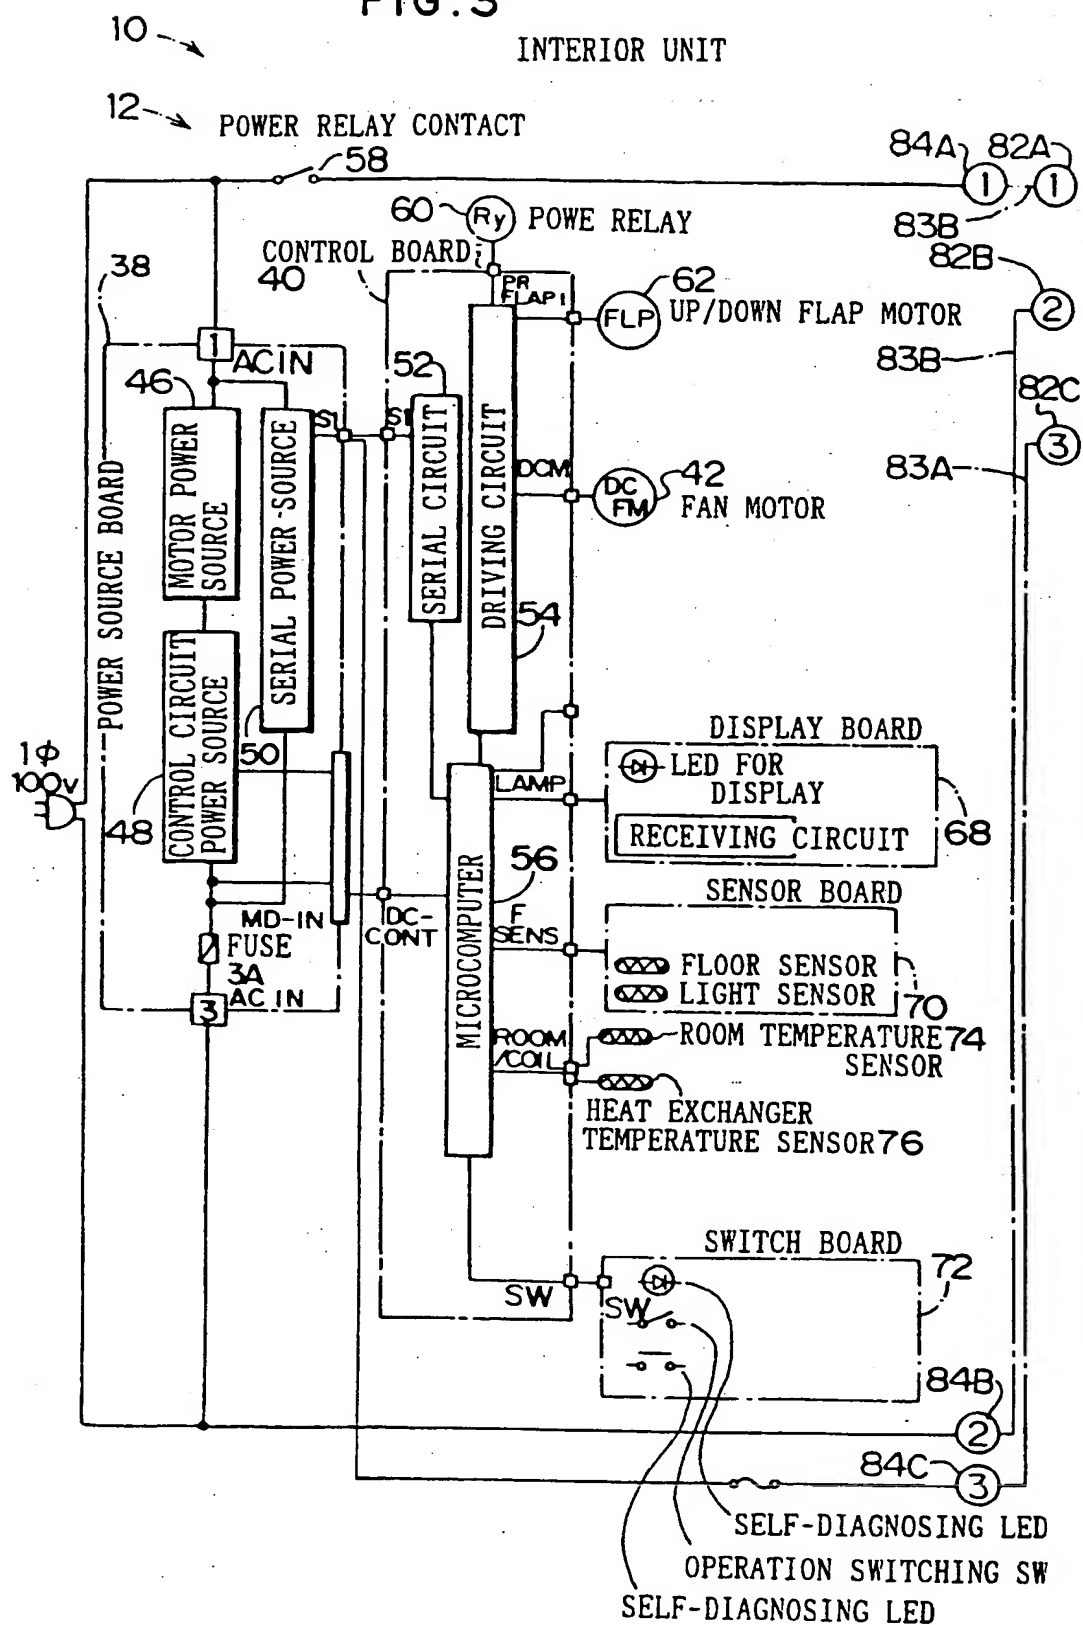 FIG.3
10
INTERIOR UNIT
12
POWER RELAY CONTACT
58
84A
82A
1
1
83B
60
Ry
POWE RELAY
82B
38
CONTROL BOARD
40
PR
FLAP1
62
FLP
UP/DOWN FLAP MOTOR
2
83B
1
AC IN
46
52
82C
3
S1
S1
83A
MOTOR POWER
SOURCE
SERIAL POWER SOURCE
SERIAL CIRCUIT
DRIVING CIRCUIT
POWER SOURCE BOARD
DCM
DC
FM
42
FAN MOTOR
54
CONTROL CIRCUIT
POWER SOURCE
50
1Φ
100v
48
DISPLAY BOARD
LAMP
LED FOR
DISPLAY
RECEIVING CIRCUIT
68
MICROCOMPUTER
56
SENSOR BOARD
MD-IN
DC-
CONT
F
SENS
FUSE
3A
FLOOR SENSOR
LIGHT SENSOR
70
AC IN
3
ROOM
/COIL
ROOM TEMPERATURE 74
SENSOR
HEAT EXCHANGER
TEMPERATURE SENSOR 76
SWITCH BOARD
72
SW
SW
84B
2
84C
3
SELF-DIAGNOSING LED
OPERATION SWITCHING SW
SELF-DIAGNOSING LED